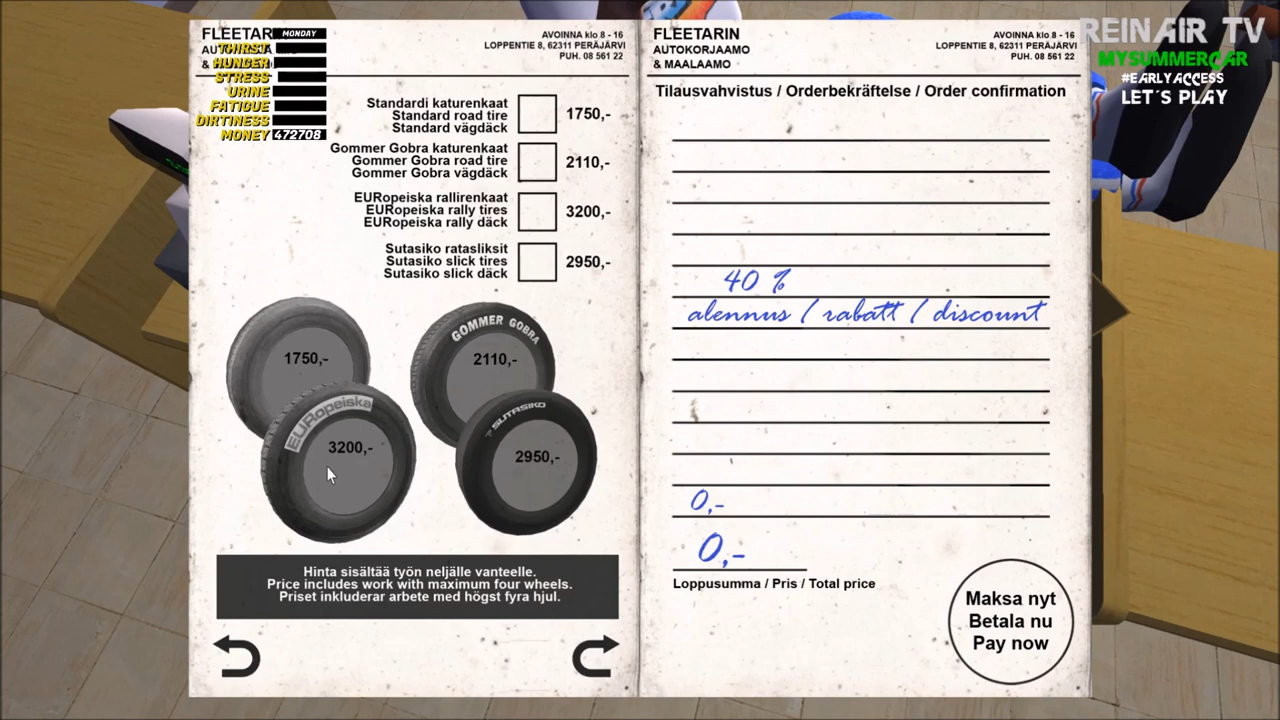 FLEETAR
AU
& 
MONDAY
THIRST
HUNGER
STRESS
URINE
FATIGUE
DIRTINESS
MONEY 472708
AVOINNA klo 8 - 16
LOPPENTIE 8, 62311 PERÄJÄRVI
PUH. 08 561 22
Standardi katurenkaat
Standard road tire
Standard vägdäck
1750,-
Gommer Gobra katurenkaat
Gommer Gobra road tire
Gommer Gobra vägdäck
2110,-
EURopeiska rallirenkaat
EURopeiska rally tires
EURopeiska rally däck
3200,-
Sutasiko ratasliksit
Sutasiko slick tires
Sutasiko slick däck
2950,-
1750,-
GOMMER GOBRA
2110,-
EURopeiska
3200,-
SUTASIKO
2950,-
Hinta sisältää työn neljälle vanteelle.
Price includes work with maximum four wheels.
Priset inkluderar arbete med högst fyra hjul.
FLEETARIN
AUTOKORJAAMO
& MAALAAMO
AVOINNA klo 8 - 16
LOPPENTIE 8, 62311 PERÄJÄRVI
PUH. 08 561 22
Tilausvahvistus / Orderbekräftelse / Order confirmation
40 %
alennus / rabatt / discount
0,-
0,-
Loppusumma / Pris / Total price
Maksa nyt
Betala nu
Pay now
REINAIR TV
MYSUMMERCAR
#EARLYACCESS
LET´S PLAY